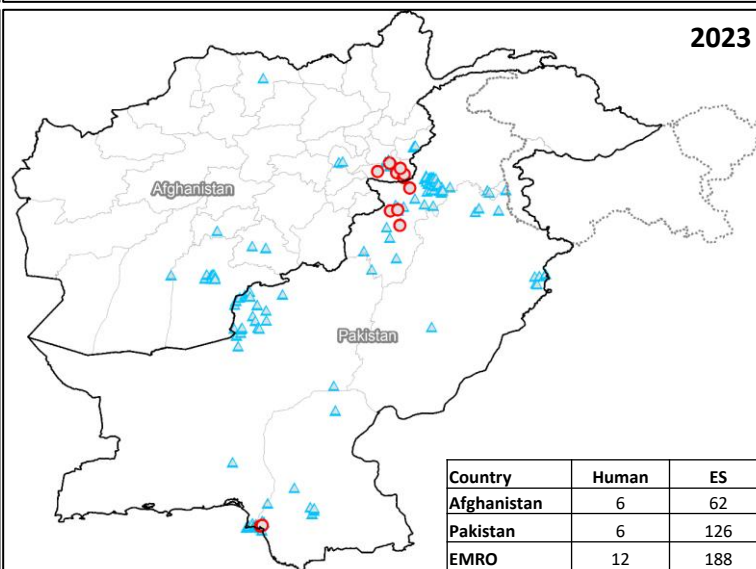 2023
Afghanistan
Pakistan
Country Human ES
Afghanistan 6 62
Pakistan 6 126
EMRO 12 188